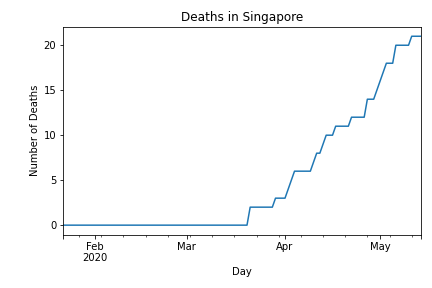 Deaths in Singapore
Number of Deaths
20
15
10
5
0
Feb
2020
Mar
Apr
May
Day